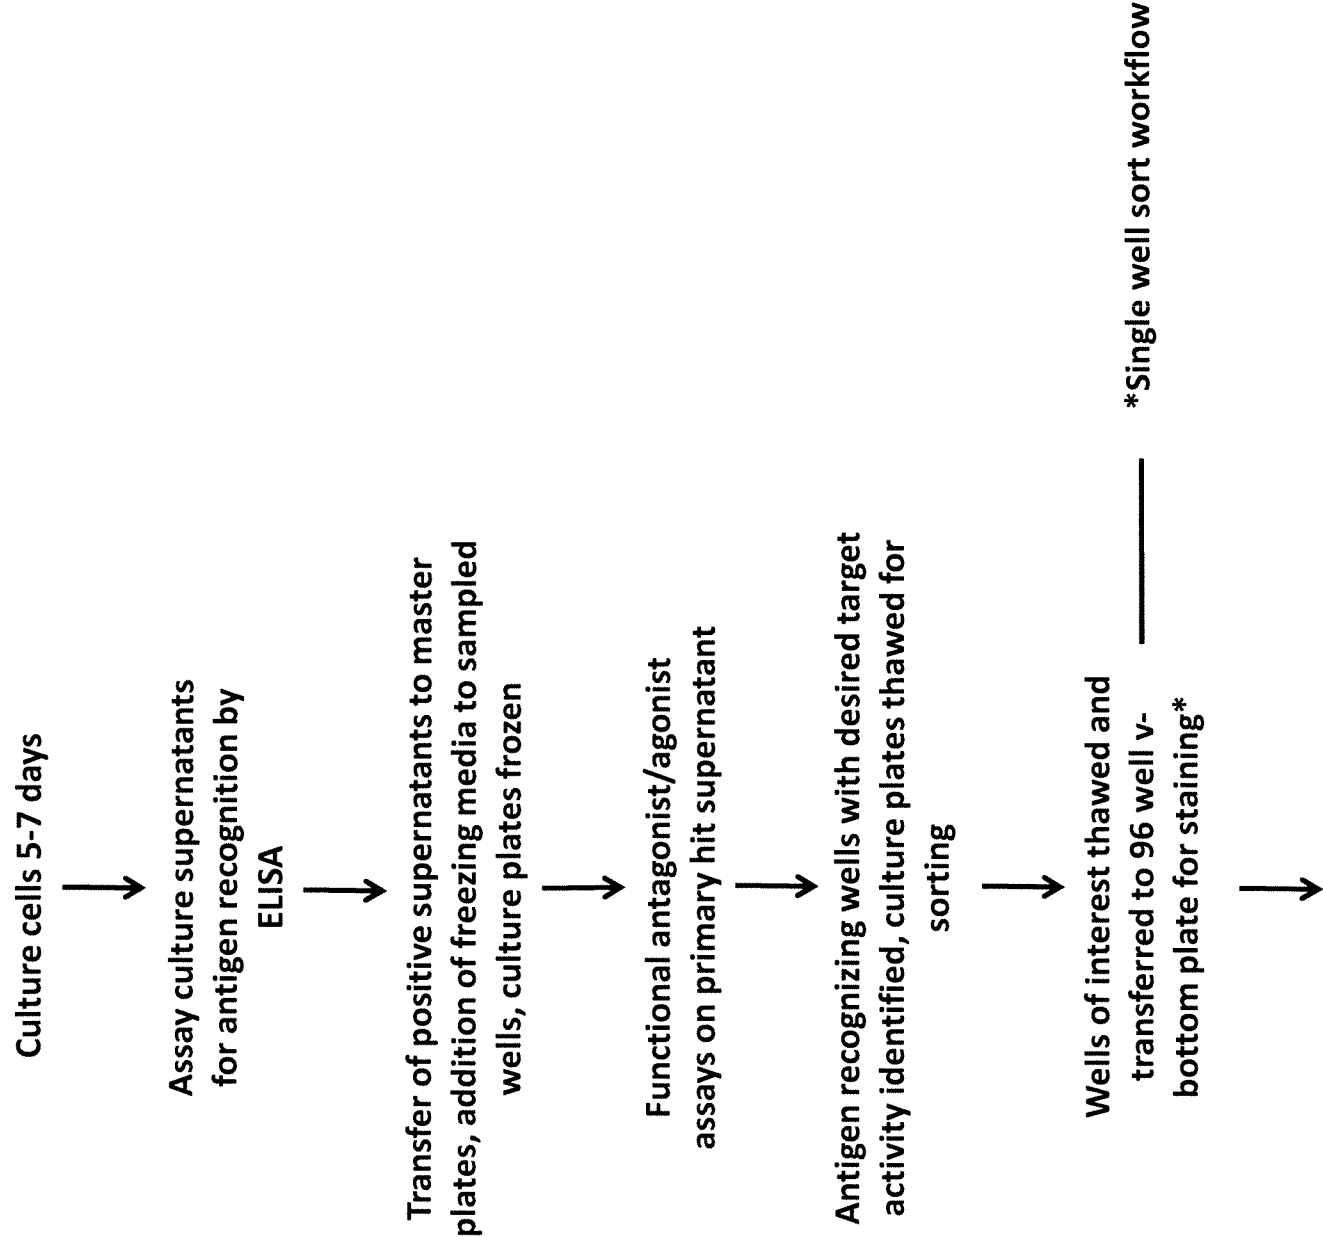 Culture cells 5-7 days
Assay culture supernatants
for antigen recognition by
ELISA
Transfer of positive supernatants to master
plates, addition of freezing media to sampled
wells, culture plates frozen
Functional antagonist/agonist
assays on primary hit supernatant
Antigen recognizing wells with desired target
activity identified, culture plates thawed for
sorting
Wells of interest thawed and
transferred to 96 well v-
bottom plate for staining*
*Single well sort workflow